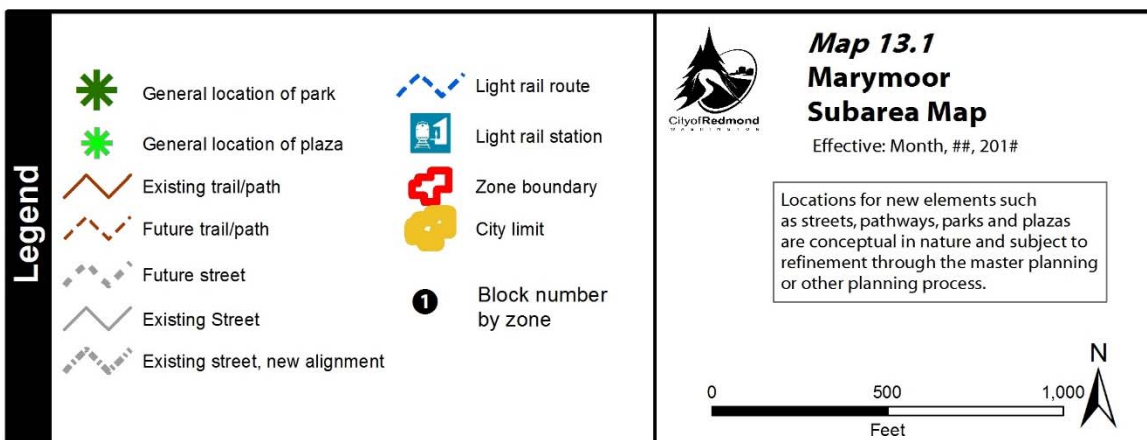 Legend
General location of park
General location of plaza
Existing trail/path
Future trail/path
Future street
Existing Street
Existing street, new alignment
Light rail route
Light rail station
Zone boundary
City limit
1
Block number
by zone
CityofRedmond
WASHINGTON
Map 13.1
Marymoor
Subarea Map
Effective: Month, ##, 201#
Locations for new elements such
as streets, pathways, parks and plazas
are conceptual in nature and subject to
refinement through the master planning
or other planning process.
N
0 500 1,000
Feet